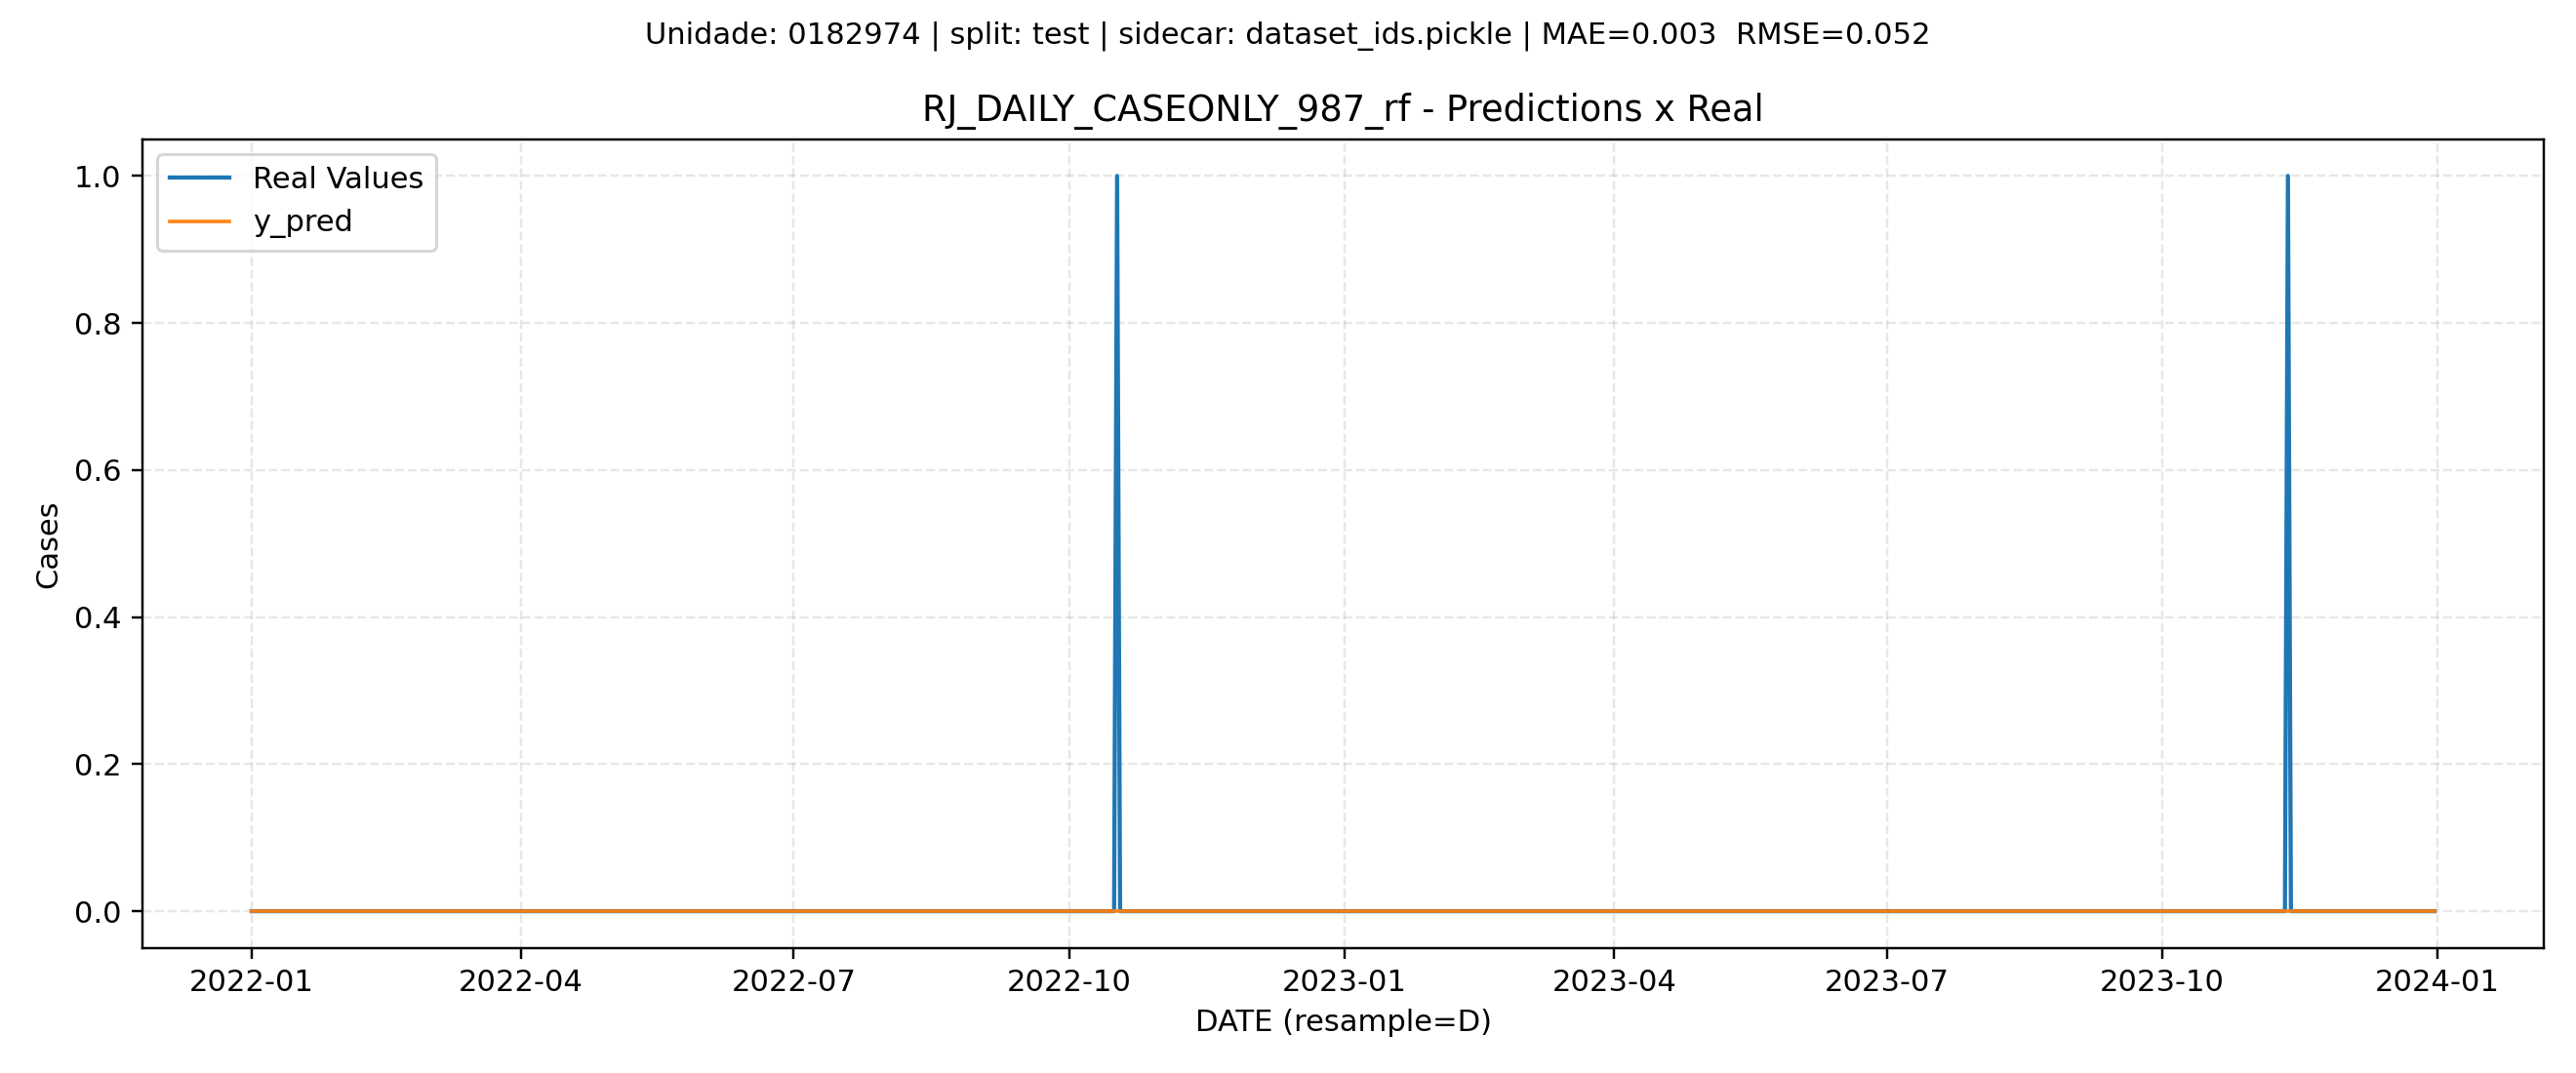 Unidade: 0182974 | split: test | sidecar: dataset_ids.pickle | MAE=0.003  RMSE=0.052
RJ_DAILY_CASEONLY_987_rf - Predictions x Real
Real Values
y_pred
1.0
0.8
0.6
0.4
0.2
0.0
Cases
2022-01 2022-04 2022-07 2022-10 2023-01 2023-04 2023-07 2023-10 2024-01
DATE (resample=D)